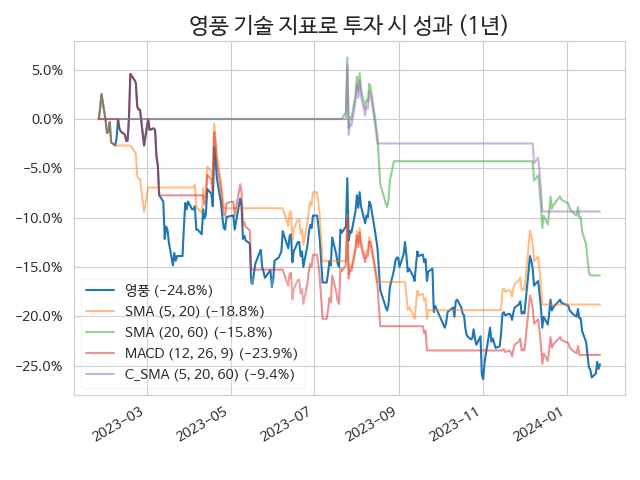 영풍 기술 지표로 투자 시 성과 (1년)
5.0%
0.0%
−5.0%
−10.0%
−15.0%
−20.0%
−25.0%
영풍 (−24.8%)
SMA (5, 20) (−18.8%)
SMA (20, 60) (−15.8%)
MACD (12, 26, 9) (−23.9%)
C_SMA (5, 20, 60) (−9.4%)
2023−03
2023−05
2023−07
2023−09
2023−11
2024−01